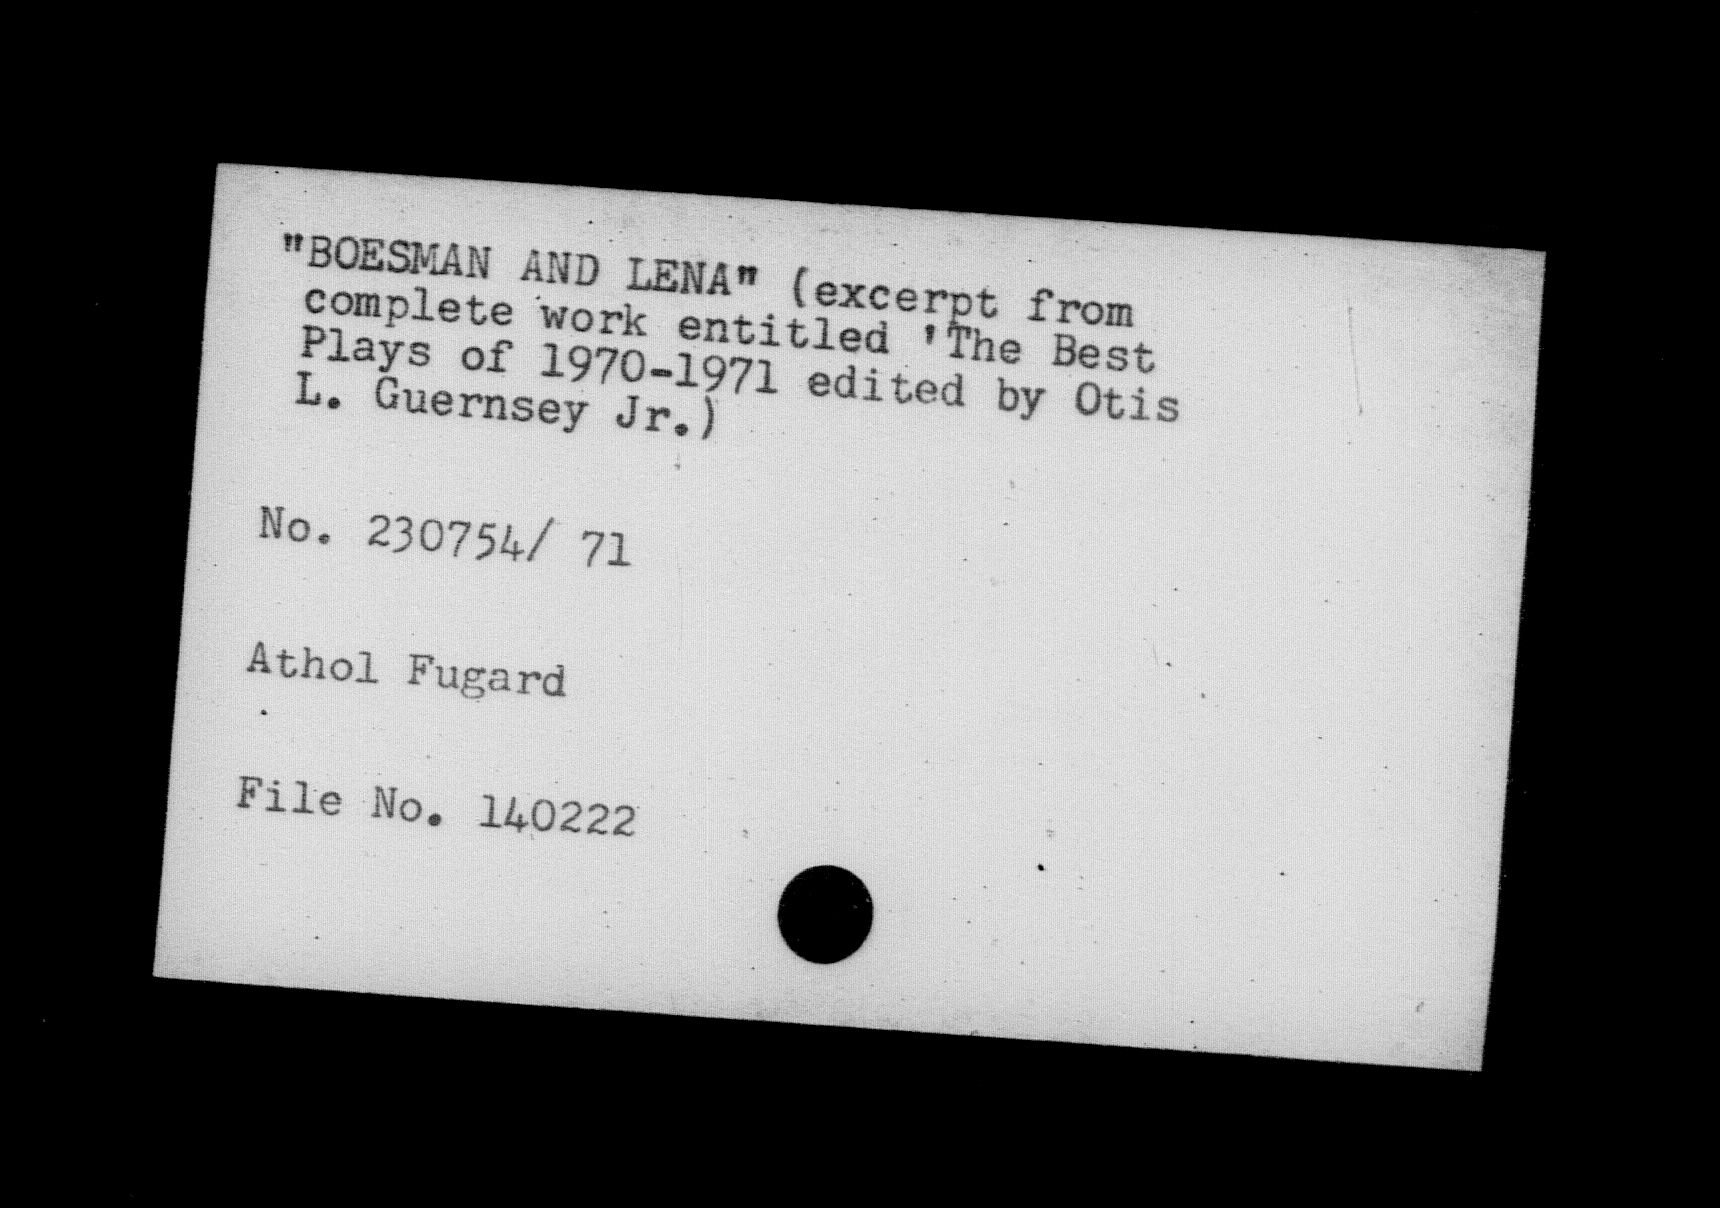 "BOESMAN AND LENA" (excerpt from
complete work entitled 'The Best
Plays of 1970-1971 edited by Otis
L. Guernsey Jr.)
No. 230754/ 71
Athol Fugard
File No. 140222